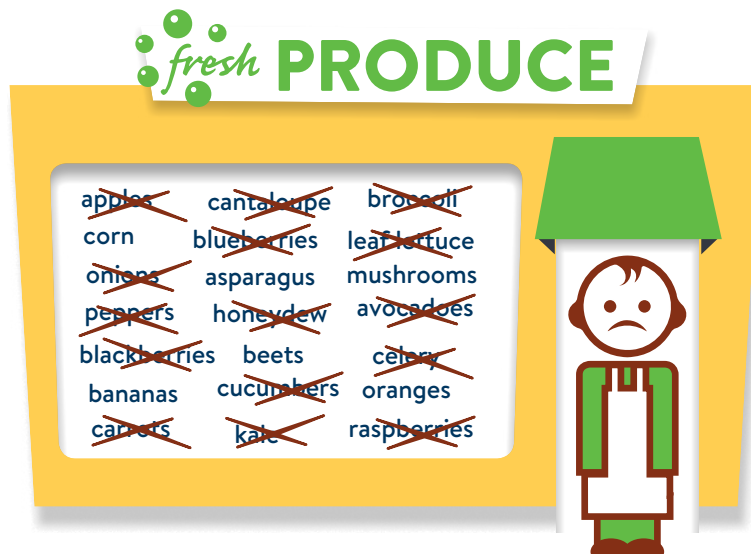 fresh PRODUCE
apples cantaloupe broccoli
corn blueberries leaf lettuce
onions asparagus mushrooms
peppers honeydew avocadoes
blackberries beets celery
bananas cucumbers oranges
carrots kale raspberries